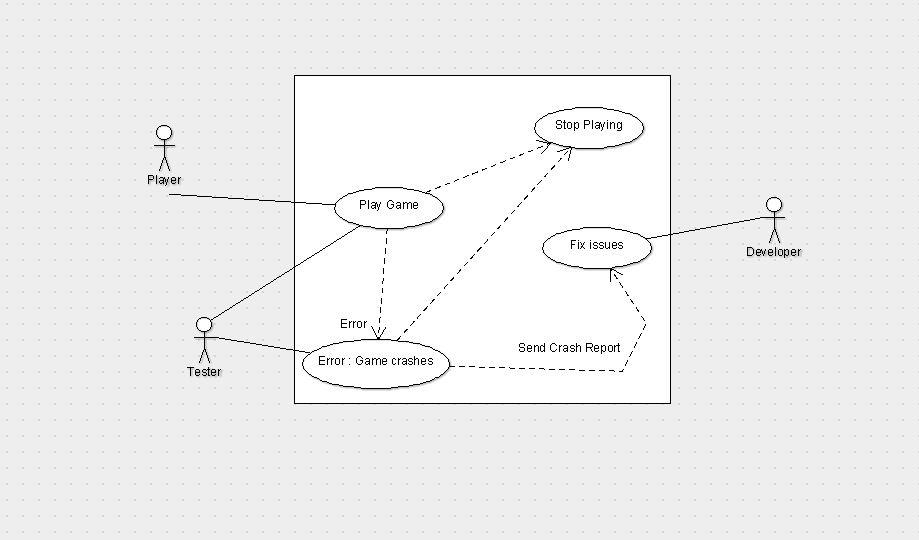 Stop Playing
Player
Play Game
Fix issues
Developer
Error
Send Crash Report
Error : Game crashes
Tester